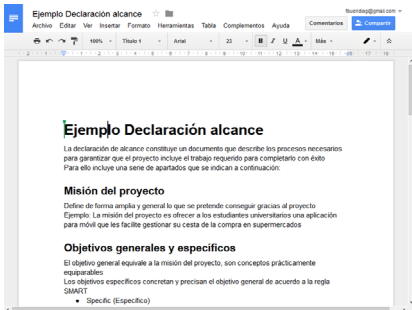 Ejemplo Declaración alcance
Archivo Editar Ver Insertar Formato Herramientas Tabla Complementos Ayuda
Comentarios
Compartir
100% Título 1 Arial 23 B I U A Más
Ejemplo Declaración alcance
La declaración de alcance constituye un documento que describe los procesos necesarios
para garantizar que el proyecto incluye el trabajo requerido para completarlo con éxito
Para ello incluye una serie de apartados que se indican a continuación:
Misión del proyecto
Define de forma amplia y general lo que se pretende conseguir gracias al proyecto
Ejemplo: La misión del proyecto es ofrecer a los estudiantes universitarios una aplicación
para móvil que les facilite gestionar su cesta de la compra en supermercados
Objetivos generales y específicos
El objetivo general equivale a la misión del proyecto, son conceptos prácticamente
equiparables
Los objetivos específicos concretan y precisan el objetivo general de acuerdo a la regla
SMART
● Specific (Específico)